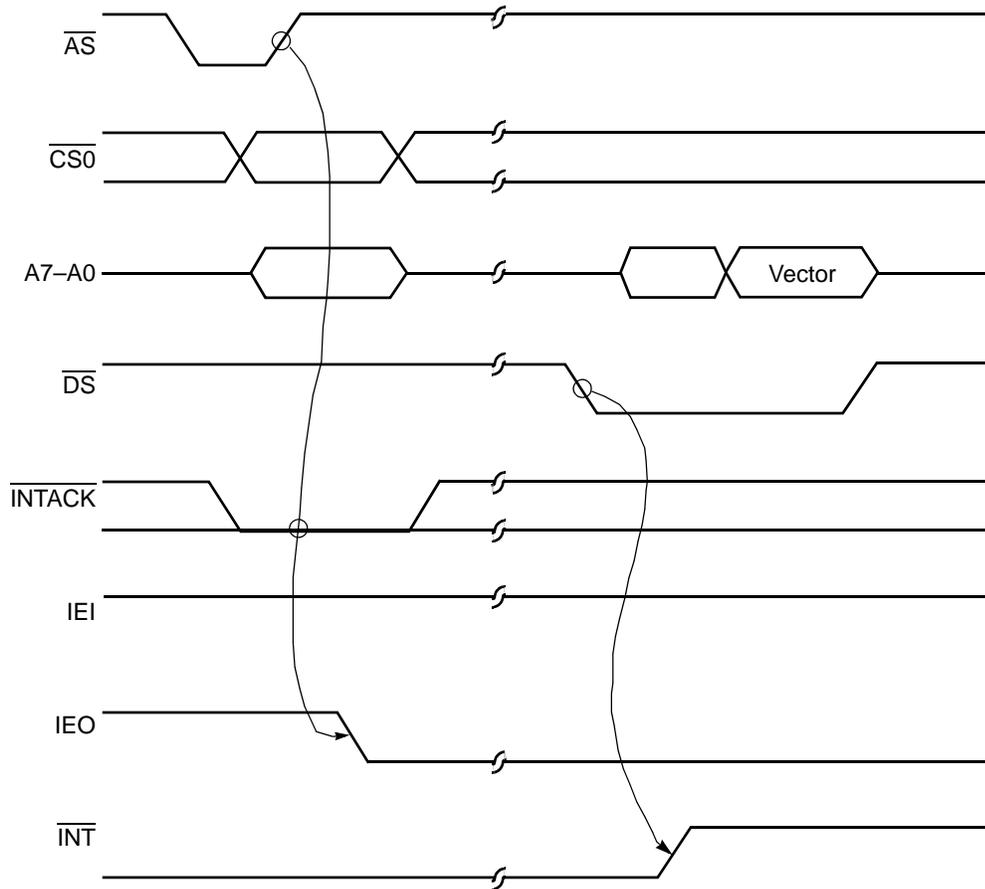 AS
CS0
A7–A0
Vector
DS
INTACK
IEI
IEO
INT